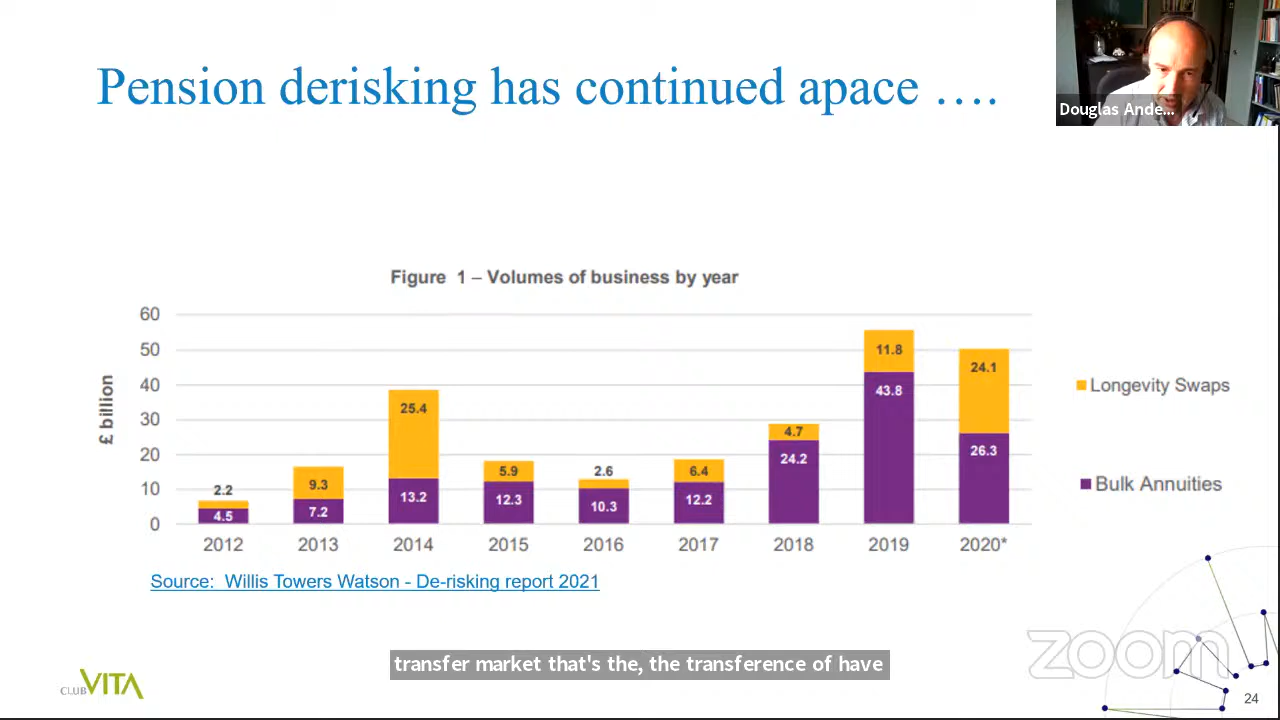 Pension derisking has continued apace ….
Douglas Ande...
Figure 1 – Volumes of business by year
£ billion
60
50
40
30
20
10
0
2.2
4.5
9.3
7.2
25.4
13.2
5.9
12.3
2.6
10.3
6.4
12.2
4.7
24.2
11.8
43.8
24.1
26.3
2012 2013 2014 2015 2016 2017 2018 2019 2020*
Longevity Swaps
Bulk Annuities
Source: Willis Towers Watson - De-risking report 2021
transfer market that's the, the transference of have
zoom
CLUB VITA
24